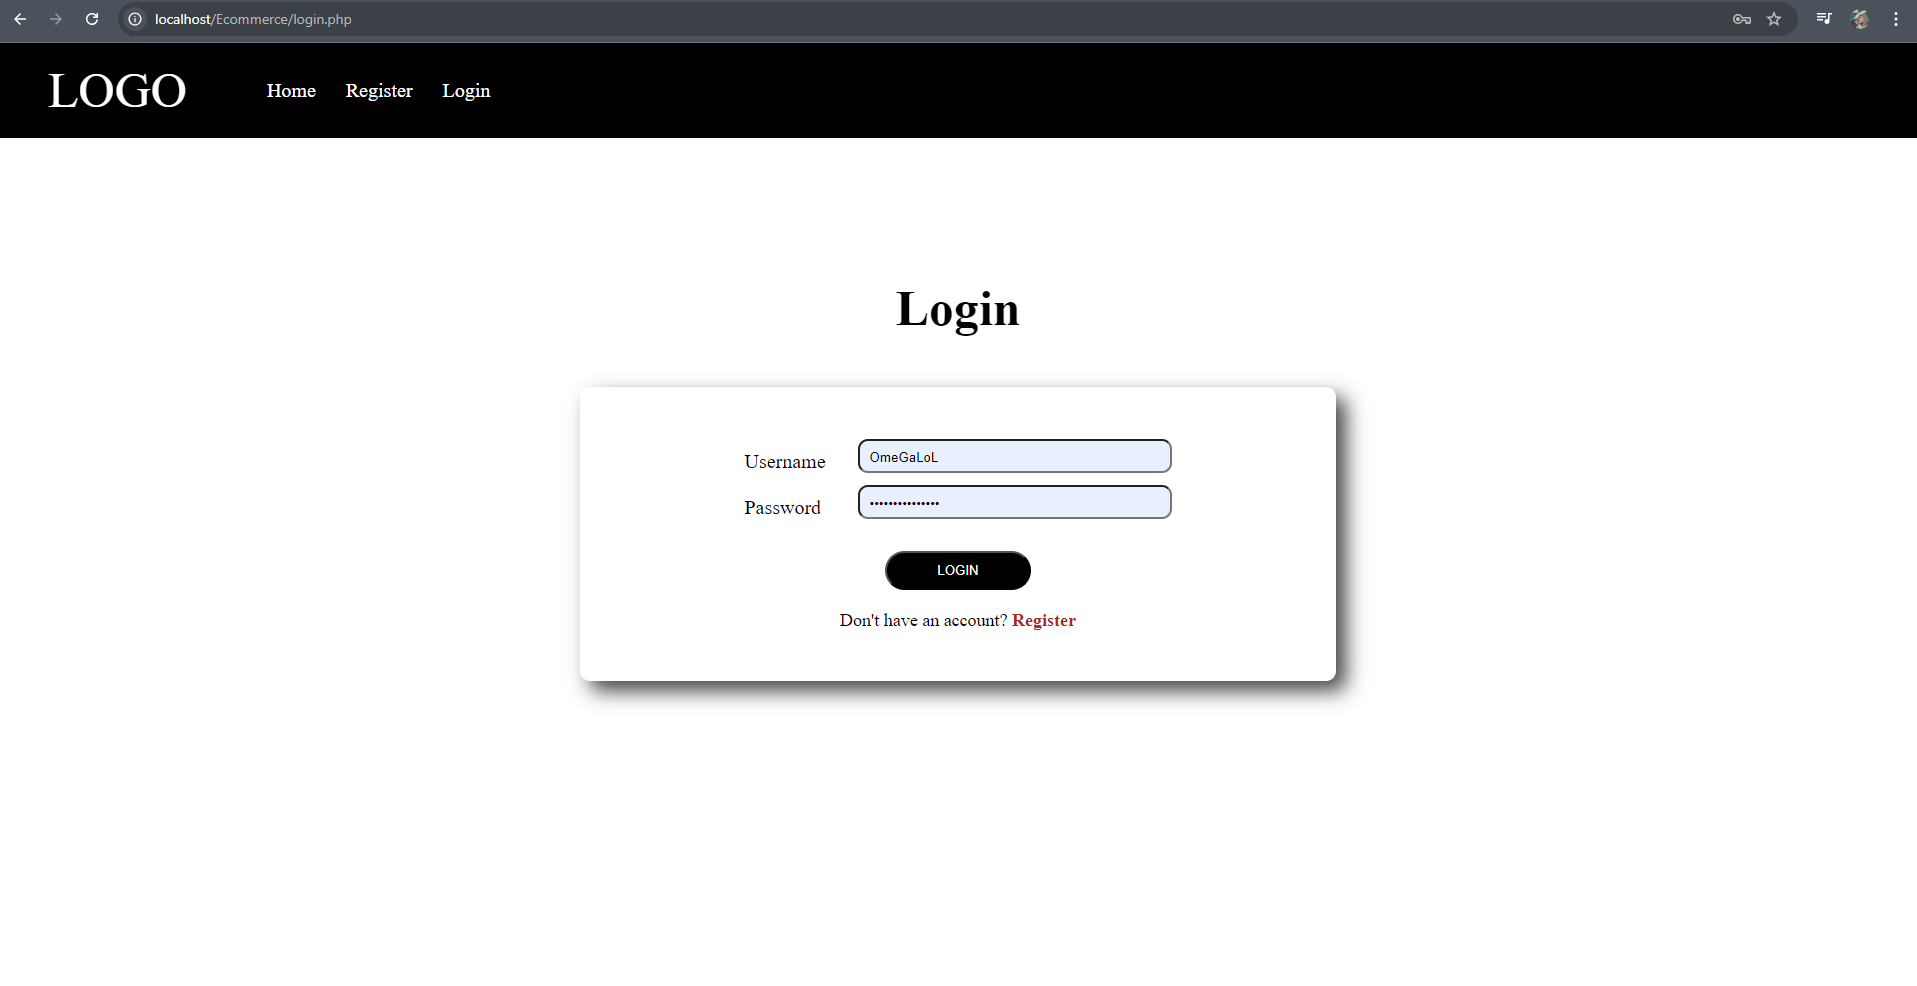 localhost/Ecommerce/login.php
LOGO Home Register Login
Login
Username OmeGaLoL
Password •••••••••••••••
LOGIN
Don't have an account? Register